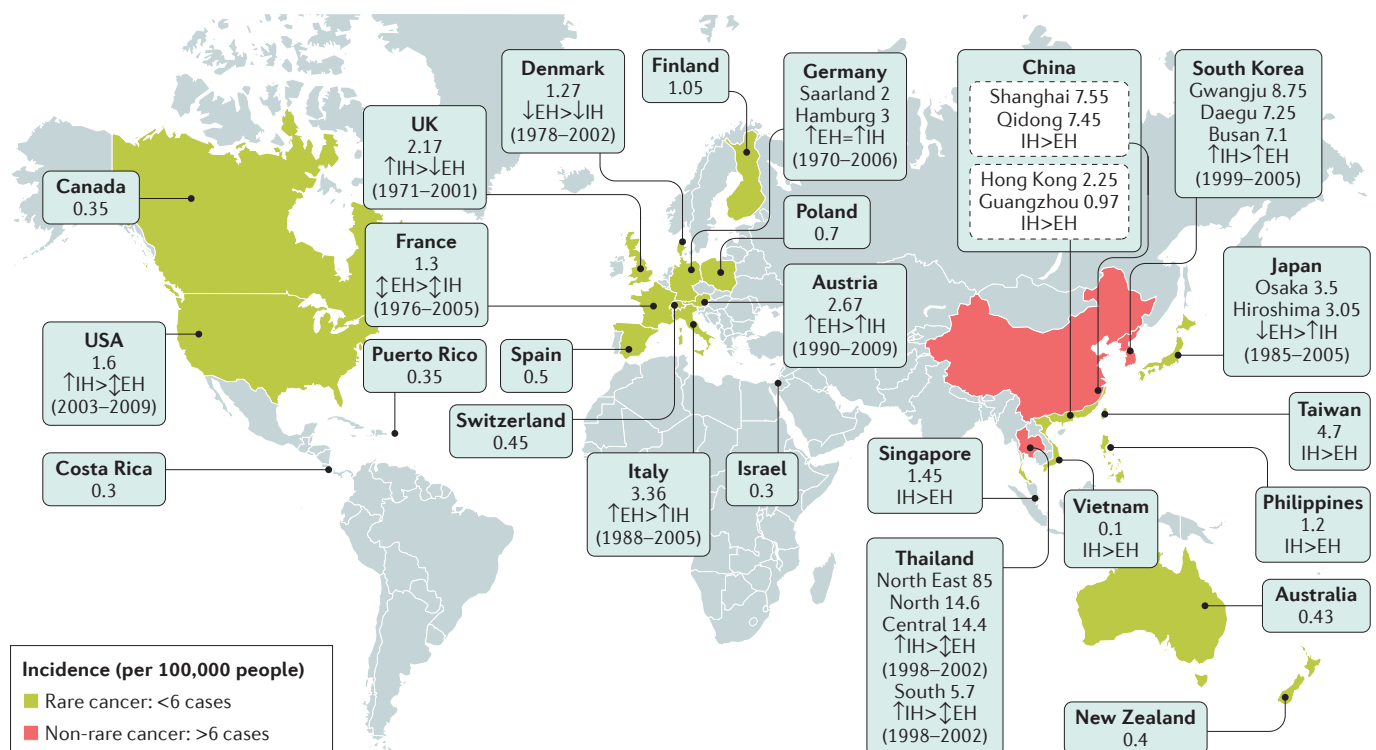 Denmark
1.27
↓EH>↓IH
(1978–2002)
Finland
1.05
Germany
Saarland 2
Hamburg 3
↑EH=↑IH
(1970–2006)
China
Shanghai 7.55
Qidong 7.45
IH>EH
Hong Kong 2.25
Guangzhou 0.97
IH>EH
South Korea
Gwangju 8.75
Daegu 7.25
Busan 7.1
↑IH>↑EH
(1999–2005)
UK
2.17
↑IH>↓EH
(1971–2001)
Canada
0.35
France
1.3
↕EH>↕IH
(1976–2005)
Poland
0.7
Austria
2.67
↑EH>↑IH
(1990–2009)
Japan
Osaka 3.5
Hiroshima 3.05
↓EH>↑IH
(1985–2005)
USA
1.6
↑IH>↕EH
(2003–2009)
Puerto Rico
0.35
Spain
0.5
Switzerland
0.45
Taiwan
4.7
IH>EH
Costa Rica
0.3
Italy
3.36
↑EH>↑IH
(1988–2005)
Israel
0.3
Singapore
1.45
IH>EH
Vietnam
0.1
IH>EH
Philippines
1.2
IH>EH
Thailand
North East 85
North 14.6
Central 14.4
↑IH>↕EH
(1998–2002)
South 5.7
↑IH>↕EH
(1998–2002)
Australia
0.43
New Zealand
0.4
Incidence (per 100,000 people)
Rare cancer: <6 cases
Non-rare cancer: >6 cases